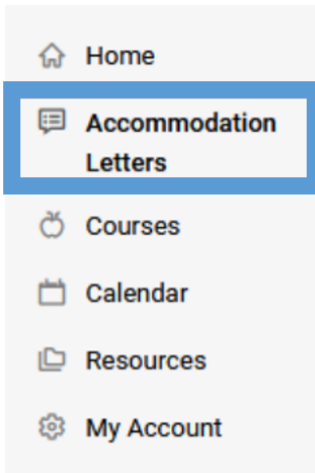 Home
Accommodation
Letters
Courses
Calendar
Resources
My Account